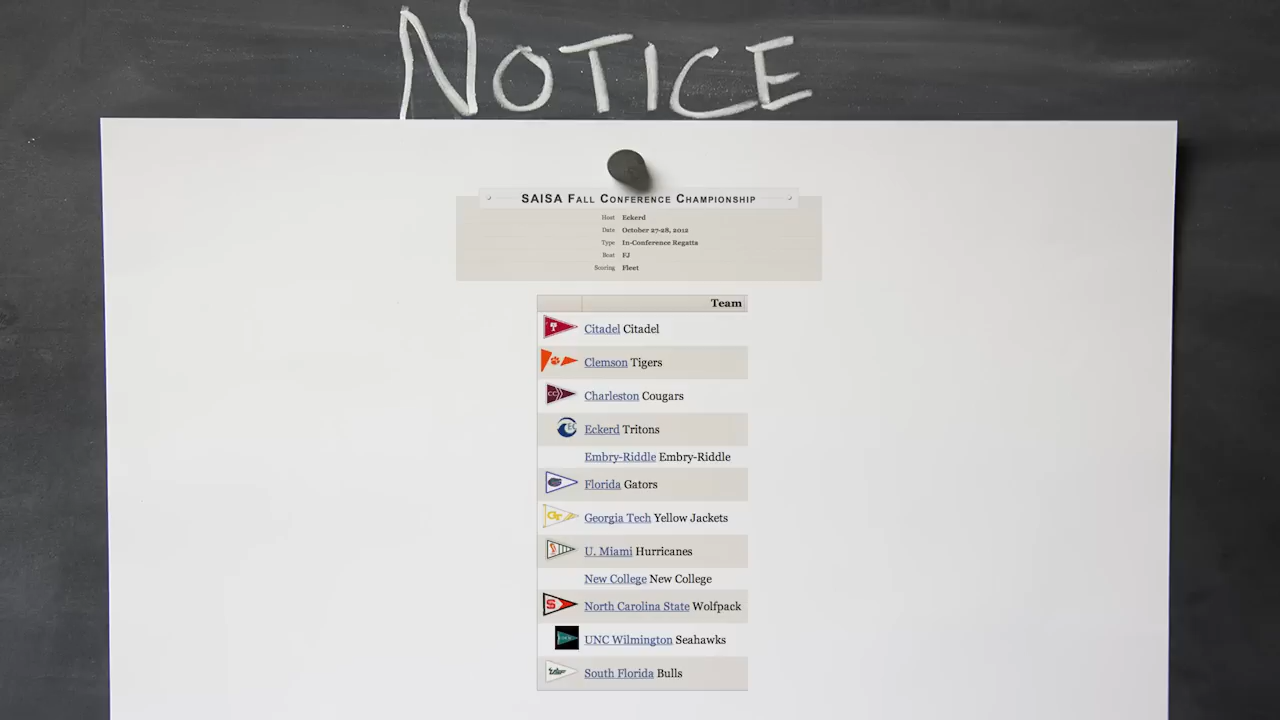 NOTICE
SAISA Fall Conference Championship
Host Eckerd
Date October 27-28, 2012
Type In-Conference Regatta
Boat FJ
Scoring Fleet
Team
Citadel Citadel
Clemson Tigers
Charleston Cougars
Eckerd Tritons
Embry-Riddle Embry-Riddle
Florida Gators
Georgia Tech Yellow Jackets
U. Miami Hurricanes
New College New College
North Carolina State Wolfpack
UNC Wilmington Seahawks
South Florida Bulls